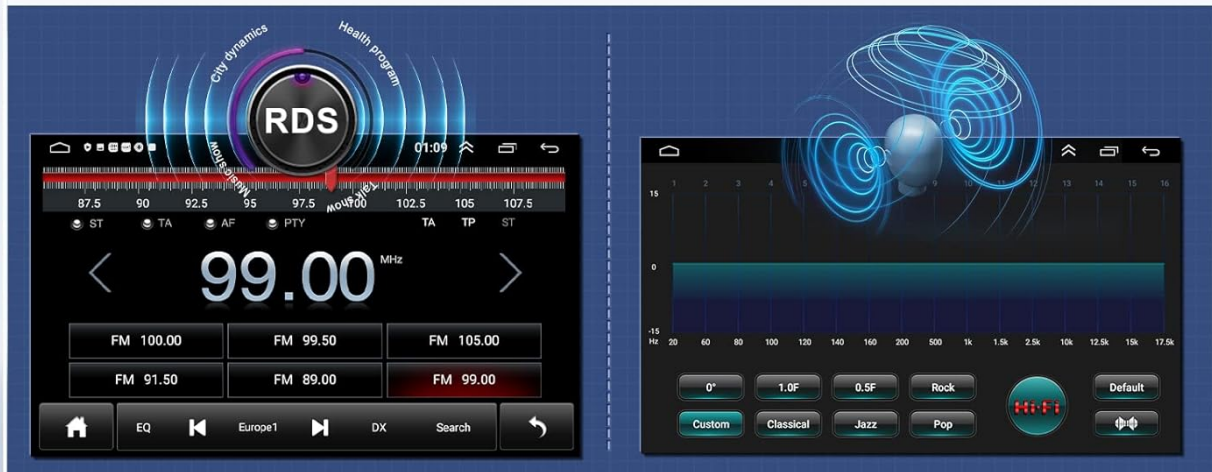 City dynamics
Health program
RDS
Music show
Talk show
01:09
87.5 90 92.5 95 97.5 100 102.5 105 107.5
ST TA AF PTY TA TP ST
99.00 MHz
FM 100.00 FM 99.50 FM 105.00
FM 91.50 FM 89.00 FM 99.00
EQ Europe1 DX Search
1 2 3 4 9 10 11 12 13 14 15 16
15
0
-15
Hz 20 60 80 100 120 140 160 200 500 1k 1.5k 2.5k 10k 12.5k 15k 17.5k
0° 1.0F 0.5F Rock Default
Hi-Fi
Custom Classical Jazz Pop